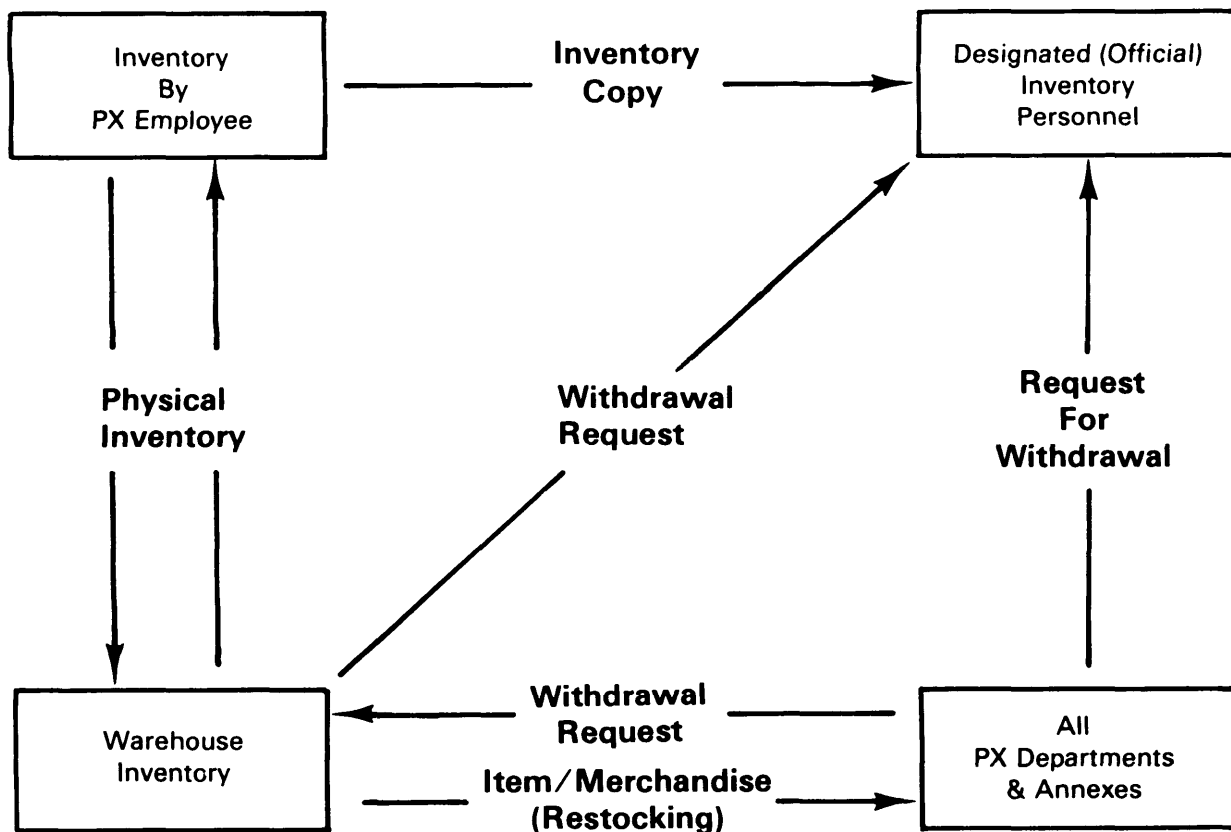 Inventory
By
PX Employee
Inventory
Copy
Designated (Official)
Inventory
Personnel
Physical
Inventory
Withdrawal
Request
Request
For
Withdrawal
Warehouse
Inventory
Withdrawal
Request
Item/Merchandise
(Restocking)
All
PX Departments
& Annexes